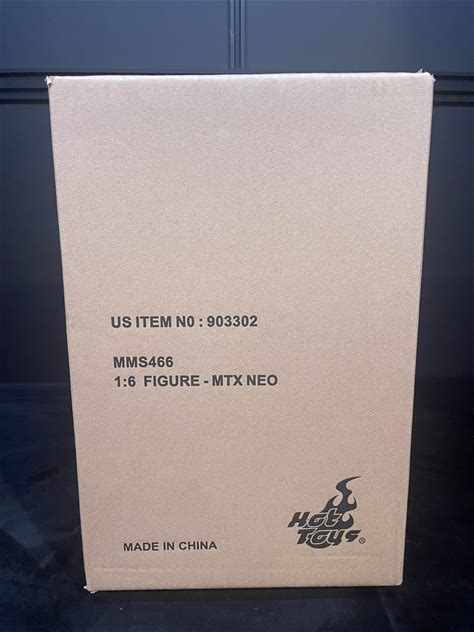 US ITEM N0 : 903302
MMS466
1:6 FIGURE - MTX NEO
Hot
Toys®
MADE IN CHINA